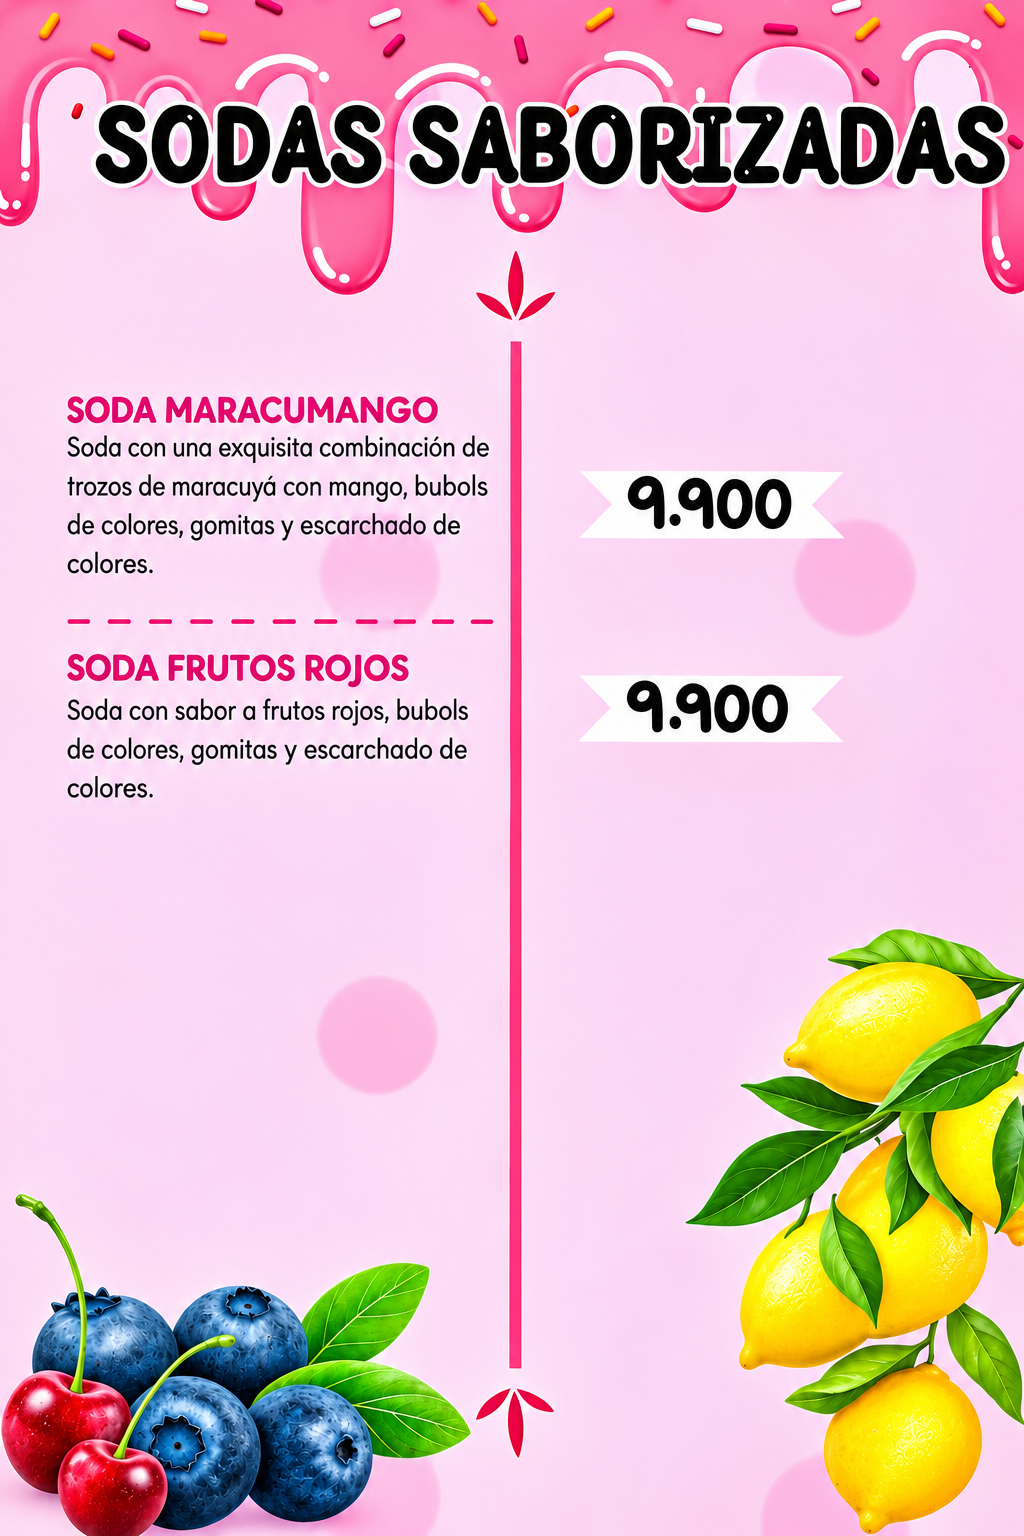 SODAS SABORIZADAS
SODA MARACUMANGO
Soda con una exquisita combinación de
trozos de maracuyá con mango, bubols
de colores, gomitas y escarchado de
colores.
9.900
SODA FRUTOS ROJOS
Soda con sabor a frutos rojos, bubols
de colores, gomitas y escarchado de
colores.
9.900